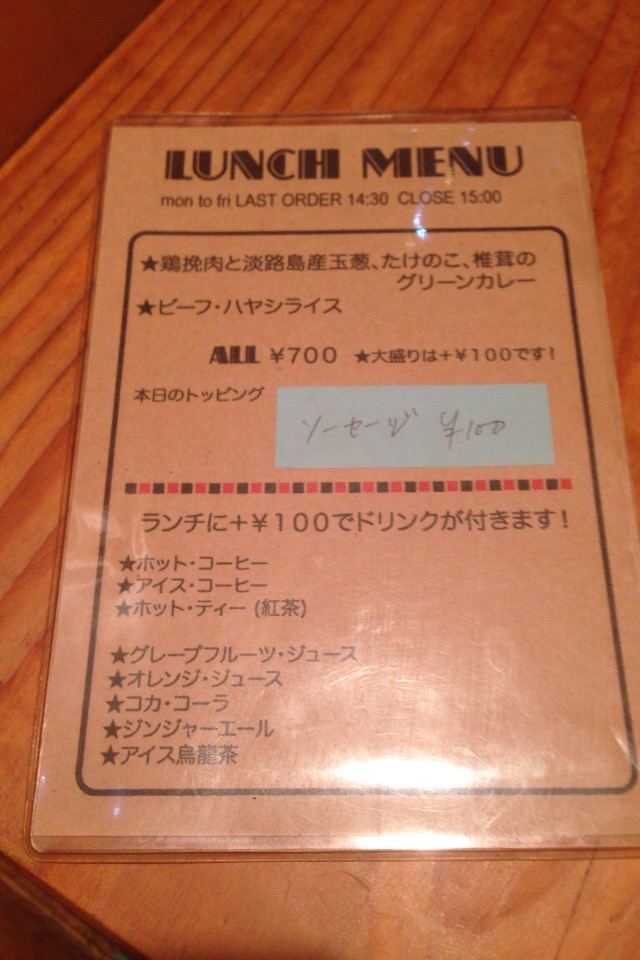 LUNCH MENU
mon to fri LAST ORDER 14:30 CLOSE 15:00
★鶏挽肉と淡路島産玉葱、たけのこ、椎茸の
グリーンカレー
★ビーフ・ハヤシライス
ALL ¥700 ★大盛りは+¥100です!
本日のトッピング ソーセージ ¥100
ランチに+¥100でドリンクが付きます!
★ホット・コーヒー
★アイス・コーヒー
★ホット・ティー (紅茶)
★グレープフルーツ・ジュース
★オレンジ・ジュース
★コカ・コーラ
★ジンジャーエール
★アイス烏龍茶